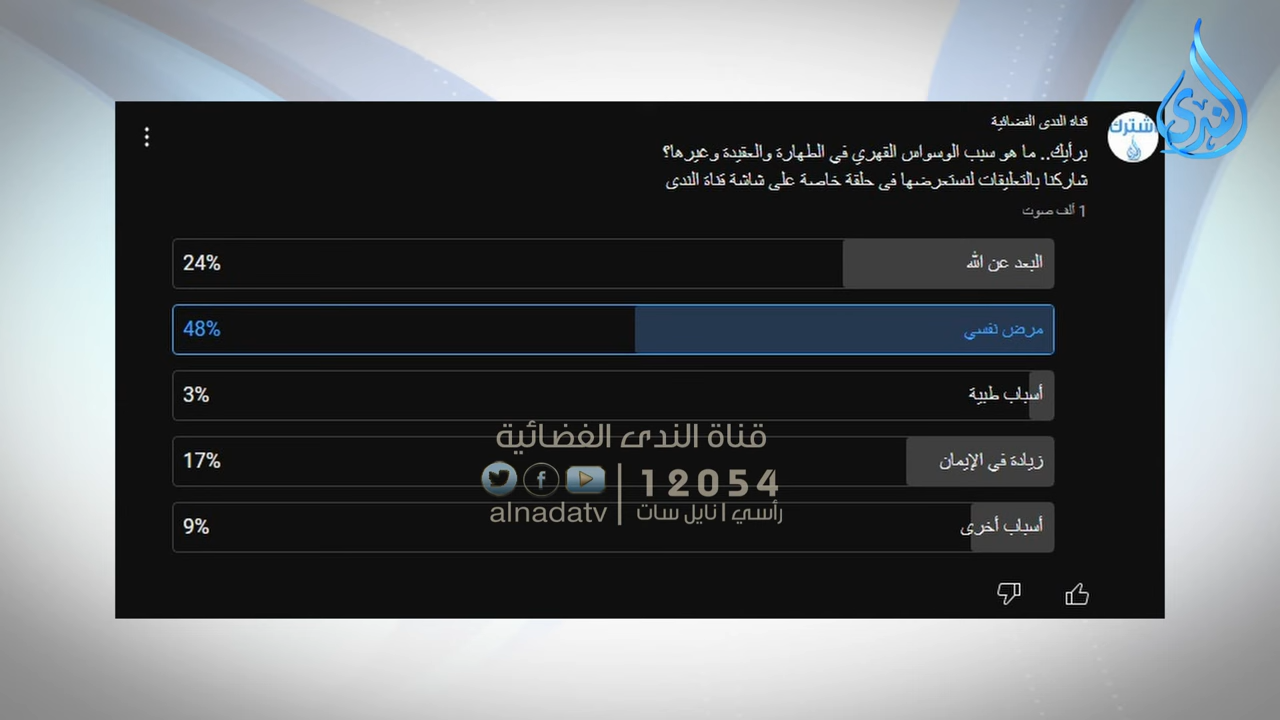 الندى
اشترك
قناة الندى الفضائية
برأيك.. ما هو سبب الوسواس القهري في الطهارة والعقيدة وغيرها؟
شاركنا بالتعليقات لنستعرضها في حلقة خاصة على شاشة قناة الندى
1 ألف صوت
البعد عن الله 24%
مرض نفسي 48%
أسباب طبية 3%
زيادة في الإيمان 17%
أسباب أخرى 9%
قناة الندى الفضائية
12054
رأسي | نايل سات
alnadatv